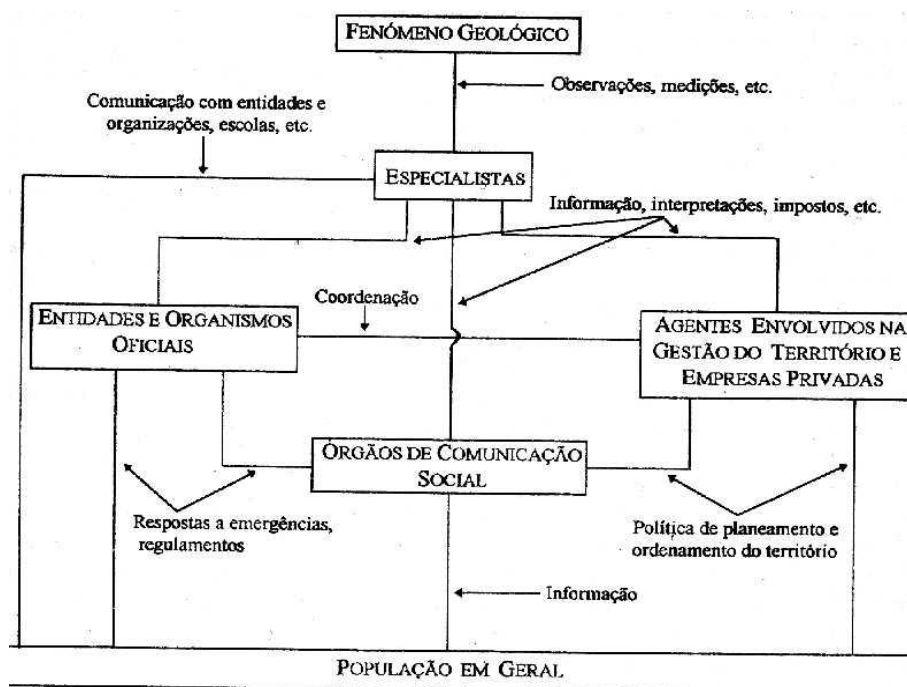 FENÓMENO GEOLÓGICO
Observações, medições, etc.
Comunicação com entidades e
organizações, escolas, etc.
ESPECIALISTAS
Informação, interpretações, impostos, etc.
Coordenação
ENTIDADES E ORGANISMOS
OFICIAIS
AGENTES ENVOLVIDOS NA
GESTÃO DO TERRITÓRIO E
EMPRESAS PRIVADAS
ÓRGÃOS DE COMUNICAÇÃO
SOCIAL
Respostas a emergências,
regulamentos
Política de planeamento e
ordenamento do território
Informação
POPULAÇÃO EM GERAL